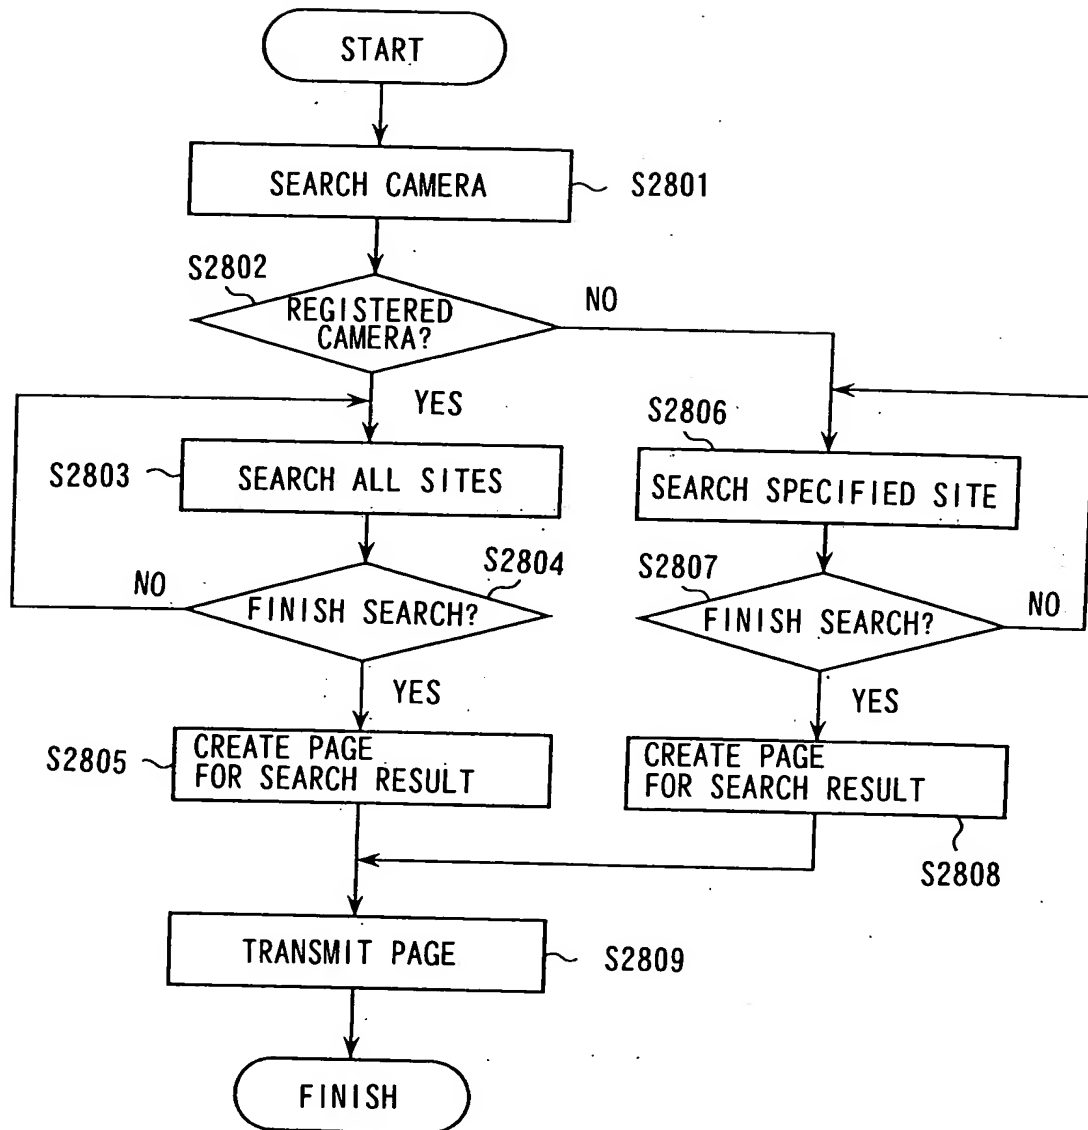 START
SEARCH CAMERA
S2801
S2802
REGISTERED
CAMERA?
NO
YES
S2803
SEARCH ALL SITES
S2806
SEARCH SPECIFIED SITE
NO
FINISH SEARCH?
S2804
S2807
FINISH SEARCH?
NO
YES
YES
S2805
CREATE PAGE
FOR SEARCH RESULT
CREATE PAGE
FOR SEARCH RESULT
S2808
TRANSMIT PAGE
S2809
FINISH